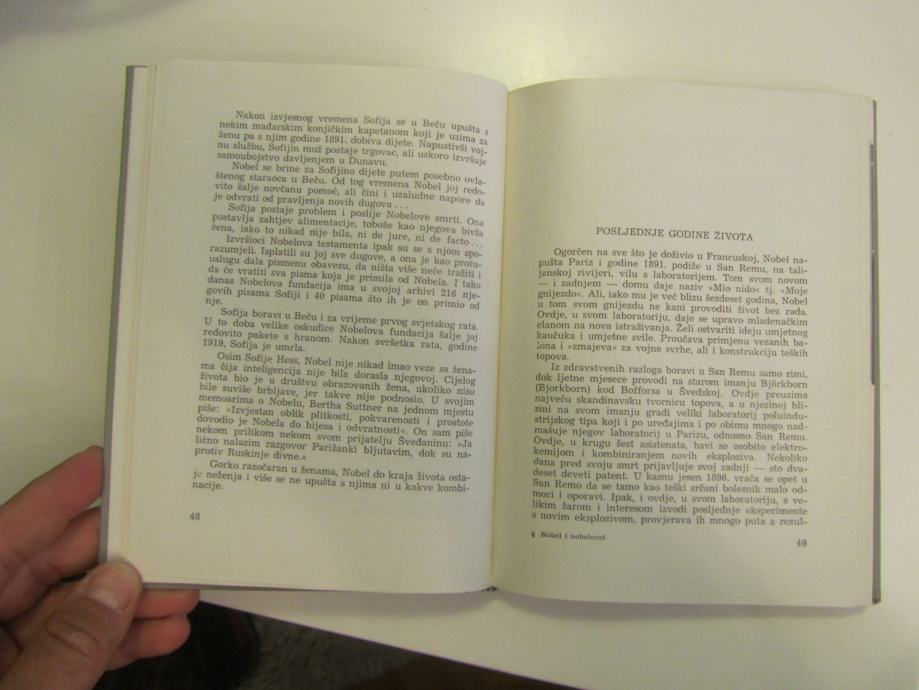 Nakon izvjesnog vremena Sofija se u Beču upušta s
nekim mađarskim konjičkim kapetanom koji je uzima za
ženu pa s njim godine 1891. dobiva dijete. Napustivši voj-
nu službu, Sofijin muž postaje trgovac, ali uskoro izvršuje
samoubojstvo davljenjem u Dunavu.
Nobel se brine za Sofijino dijete putem posebno ovla-
štenog staraoca u Beču. Od tog vremena Nobel joj redo-
vito šalje novčanu pomoć, ali čini i uzaludne napore da
je odvrati od pravljenja novih dugova ...
Sofija postaje problem i poslije Nobelove smrti. Ona
postavlja zahtjev alimentacije, tobože kao njegova bivša
žena, iako to nikad nije bila, ni de jure, ni de facto ...
Izvršioci Nobelova testamenta ipak su se s njom spo-
razumjeli. Isplatili su joj sve dugove, a ona je kao protu-
uslugu dala pismenu obavezu, da ništa više neće tražiti i
da će vratiti sva pisma koja je primila od Nobela. I tako
danas Nobelova fundacija ima u svojoj arhivi 216 nje-
govih pisama Sofiji i 40 pisama što ih je on primio od
nje.
Sofija boravi u Beču i za vrijeme prvog svjetskog rata.
U to doba velike oskudice Nobelova fundacija šalje joj
redovito pakete s hranom. Nakon svršetka rata, godine
1919, Sofija je umrla.
Osim Sofije Hess, Nobel nije nikad imao veze sa žena-
ma čija inteligencija nije bila dorasla njegovoj. Cijelog
života bio je u društvu obrazovanih žena, ukoliko nisu
bile suviše brbljave, jer takve nije podnosio. U svojim
memoarima o Nobelu, Bertha Suttner na jednom mjestu
piše: »Izvjestan oblik plitkosti, pokvarenosti i prostote
dovodio je Nobela do bijesa i odvratnosti«. On sam piše
nekom prilikom nekom svom prijatelju Šveđaninu: »Ja
lično nalazim razgovor Parižanki bljutavim, dok su na-
protiv Ruskinje divne.«
Gorko razočaran u ženama, Nobel do kraja života osta-
je neženja i više se ne upušta s njima ni u kakve kombi-
nacije.
48
POSLJEDNJE GODINE ŽIVOTA
Ogorčen na sve što je doživio u Francuskoj, Nobel na-
pušta Pariz i godine 1891. podiže u San Remu, na tali-
janskoj rivijeri, vilu s laboratorijem. Tom svom novom
— i zadnjem — domu daje naziv »Mio nido« tj. »Moje
gnijezdo«. Ali, iako mu je već blizu šezdeset godina, Nobel
u tom svom gnijezdu ne kani provoditi život bez rada.
Ovdje, u svom laboratoriju, daje se upravo mladenačkim
elanom na nova istraživanja. Želi ostvariti ideju umjetnog
kaučuka i umjetne svile. Proučava primjenu vezanih ba-
lona i »zmajeva« za vojne svrhe, ali i konstrukciju teških
topova.
Iz zdravstvenih razloga boravi u San Remu samo zimi,
dok ljetne mjesece provodi na starom imanju Björkborn
(Bjorkborn) kod Bofforsa u Švedskoj. Ovdje preuzima
najveću skandinavsku tvornicu topova, a u njezinoj bli-
zini na svom imanju gradi veliki laboratorij poluindu-
strijskog tipa koji i po uređajima i po obimu mnogo nad-
mašuje njegov laboratorij u Parizu, odnosno San Remu.
Ovdje, u krugu šest asistenata, bavi se osobito elektro-
kemijom i kombiniranjem novih eksploziva. Nekoliko
dana pred svoju smrt prijavljuje svoj zadnji — sto dva-
deset deveti patent. U kasnu jesen 1896. vraća se opet u
San Remo da se tamo kao teški srčani bolesnik malo od-
mori i oporavi. Ipak, i ovdje, u svom laboratoriju, s ve-
likim žarom i interesom izvodi posljednje eksperimente
s novim eksplozivom, provjerava ih mnogo puta a rezul-
4 Nobel i nobelovci
49